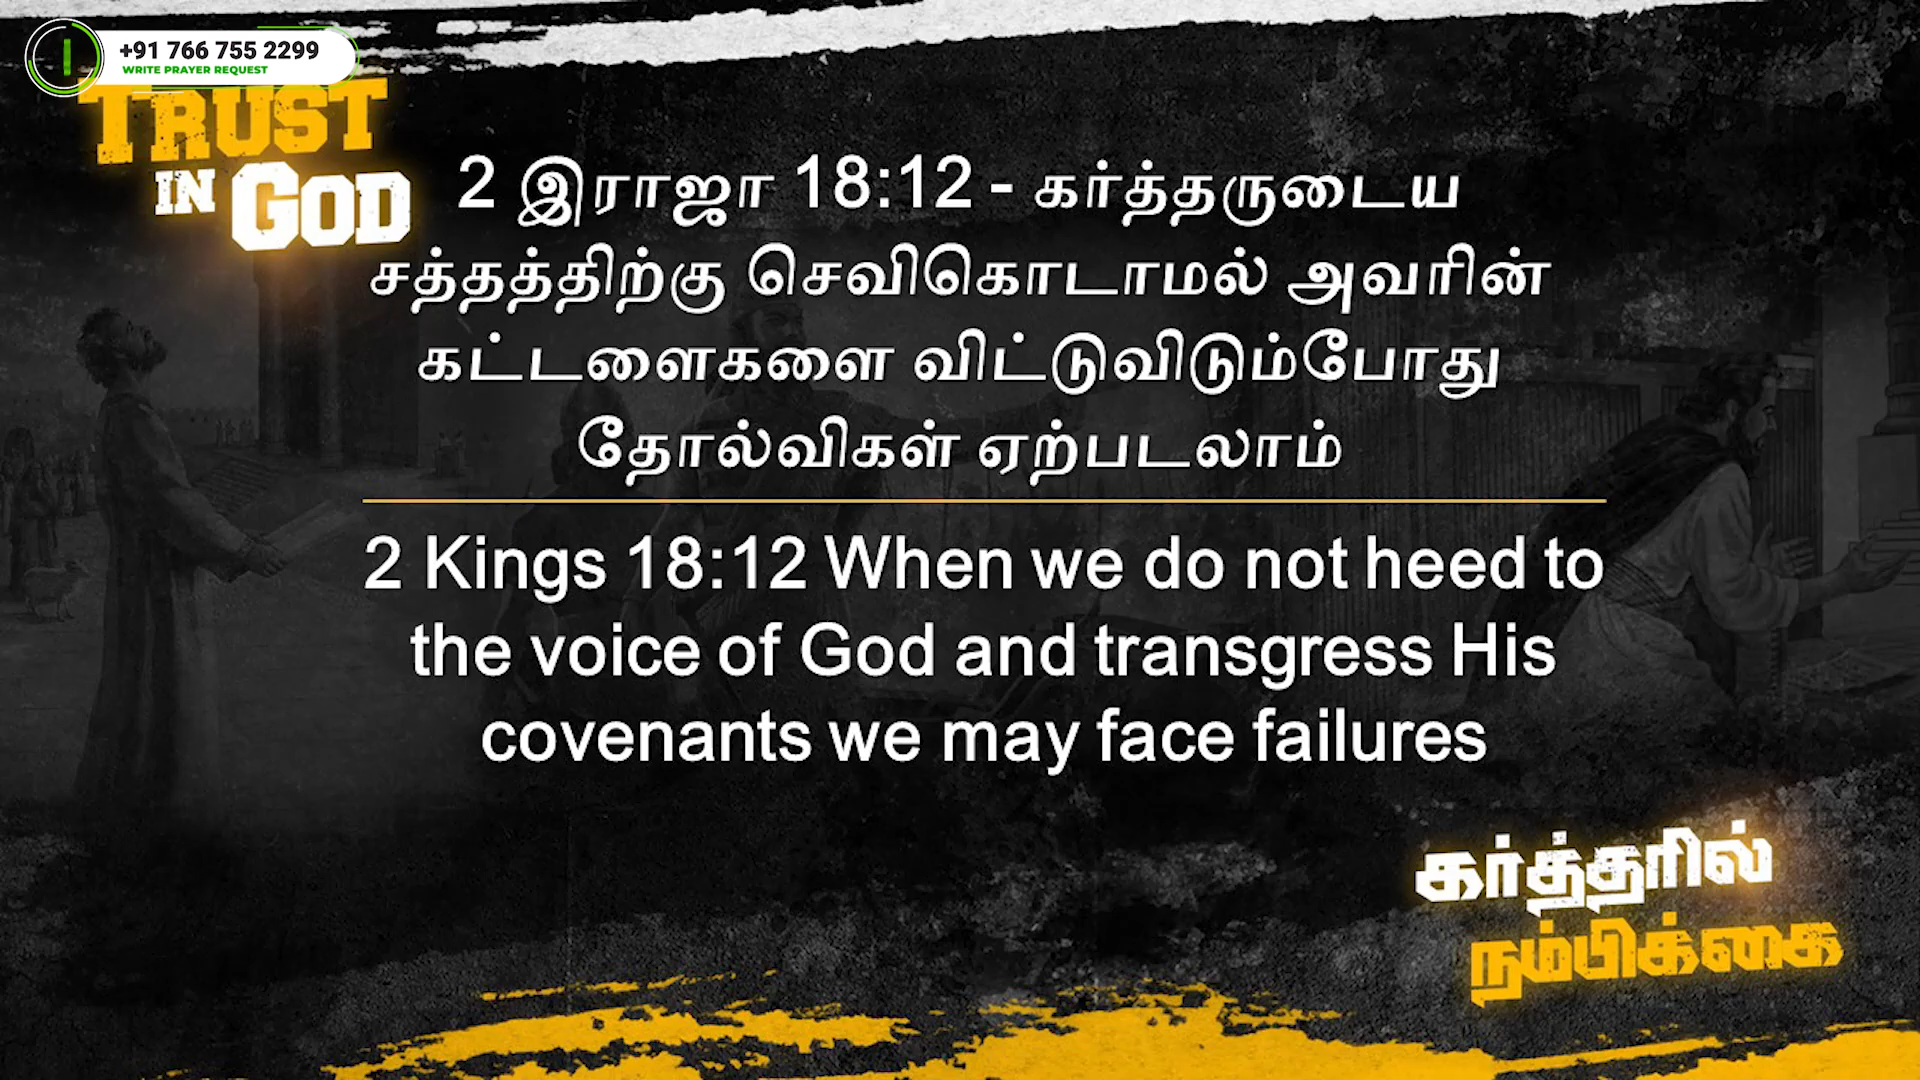 +91 766 755 2299
WRITE PRAYER REQUEST
TRUST
IN GOD
2 இராஜா 18:12 - கர்த்தருடைய
சத்தத்திற்கு செவிகொடாமல் அவரின்
கட்டளைகளை விட்டுவிடும்போது
தோல்விகள் ஏற்படலாம்
2 Kings 18:12 When we do not heed to
the voice of God and transgress His
covenants we may face failures
கர்த்தரில்
நம்பிக்கை